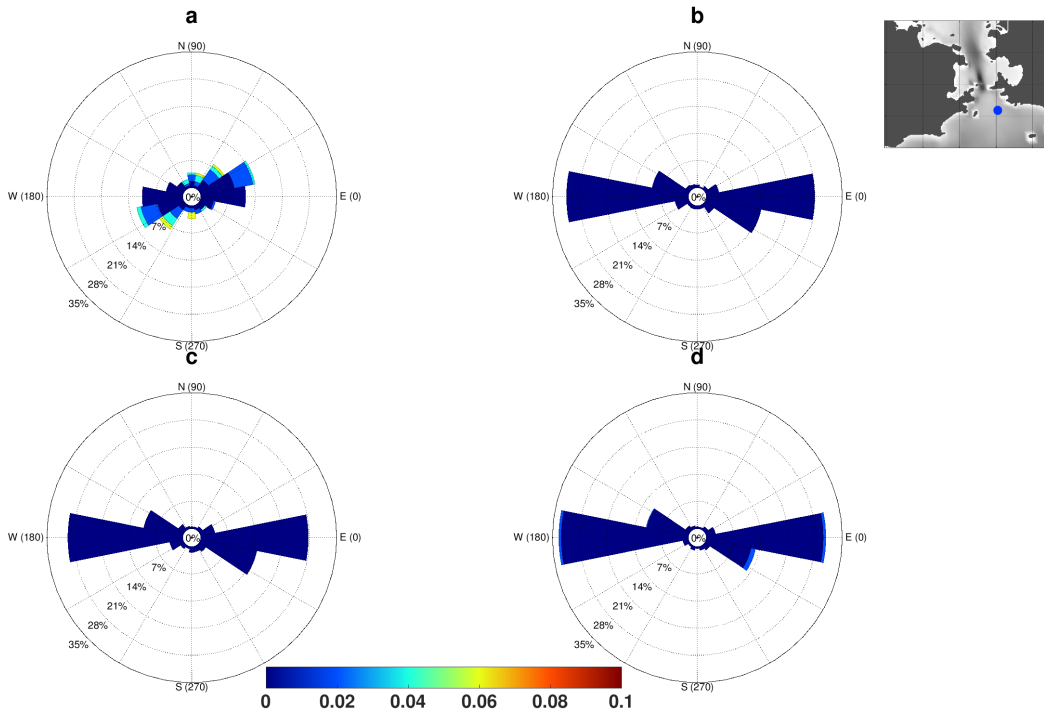 a
N (90)
W (180)
E (0)
0%
7%
14%
21%
28%
35%
S (270)
b
N (90)
W (180)
E (0)
0%
7%
14%
21%
28%
35%
S (270)
c
N (90)
W (180)
E (0)
0%
7%
14%
21%
28%
35%
S (270)
d
N (90)
W (180)
E (0)
0%
7%
14%
21%
28%
35%
S (270)
0 0.02 0.04 0.06 0.08 0.1